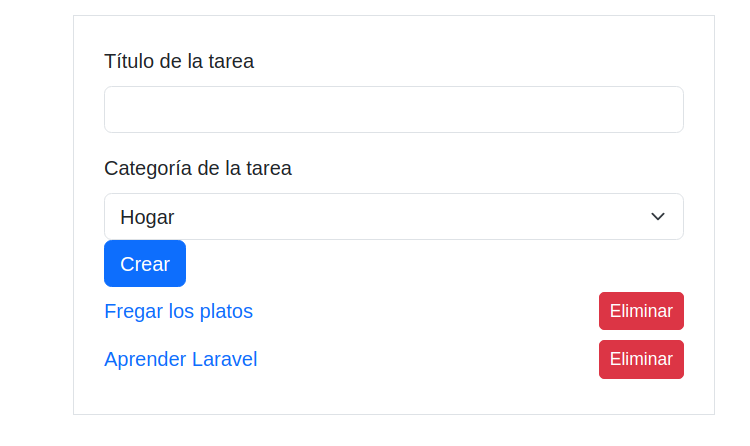 Título de la tarea
Categoría de la tarea
Hogar
Crear
Fregar los platos Eliminar
Aprender Laravel Eliminar